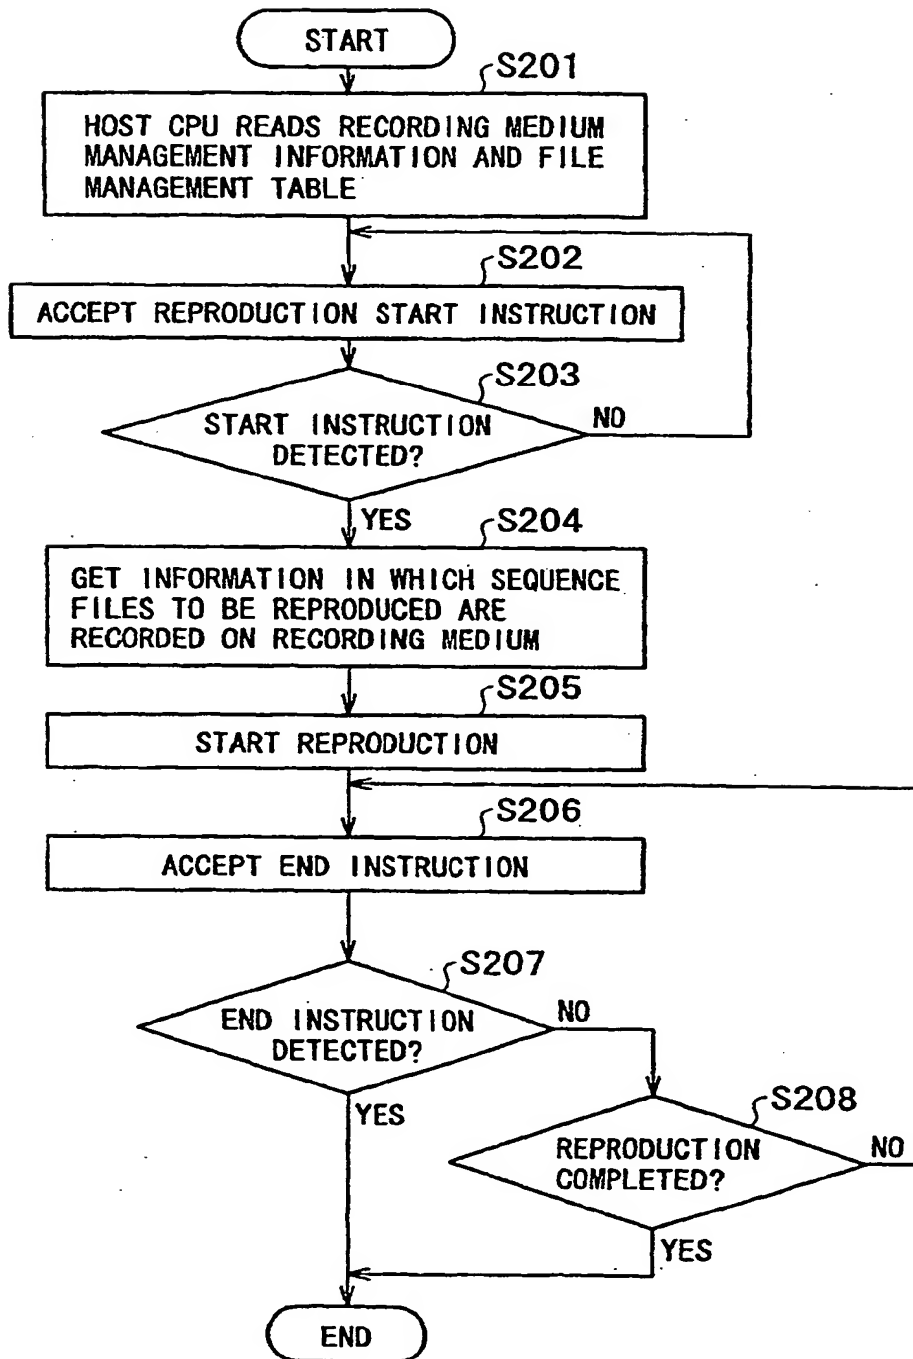 START
S201
HOST CPU READS RECORDING MEDIUM
MANAGEMENT INFORMATION AND FILE
MANAGEMENT TABLE
S202
ACCEPT REPRODUCTION START INSTRUCTION
S203
START INSTRUCTION
DETECTED?
NO
YES
S204
GET INFORMATION IN WHICH SEQUENCE
FILES TO BE REPRODUCED ARE
RECORDED ON RECORDING MEDIUM
S205
START REPRODUCTION
S206
ACCEPT END INSTRUCTION
S207
END INSTRUCTION
DETECTED?
NO
YES
S208
REPRODUCTION
COMPLETED?
NO
YES
END